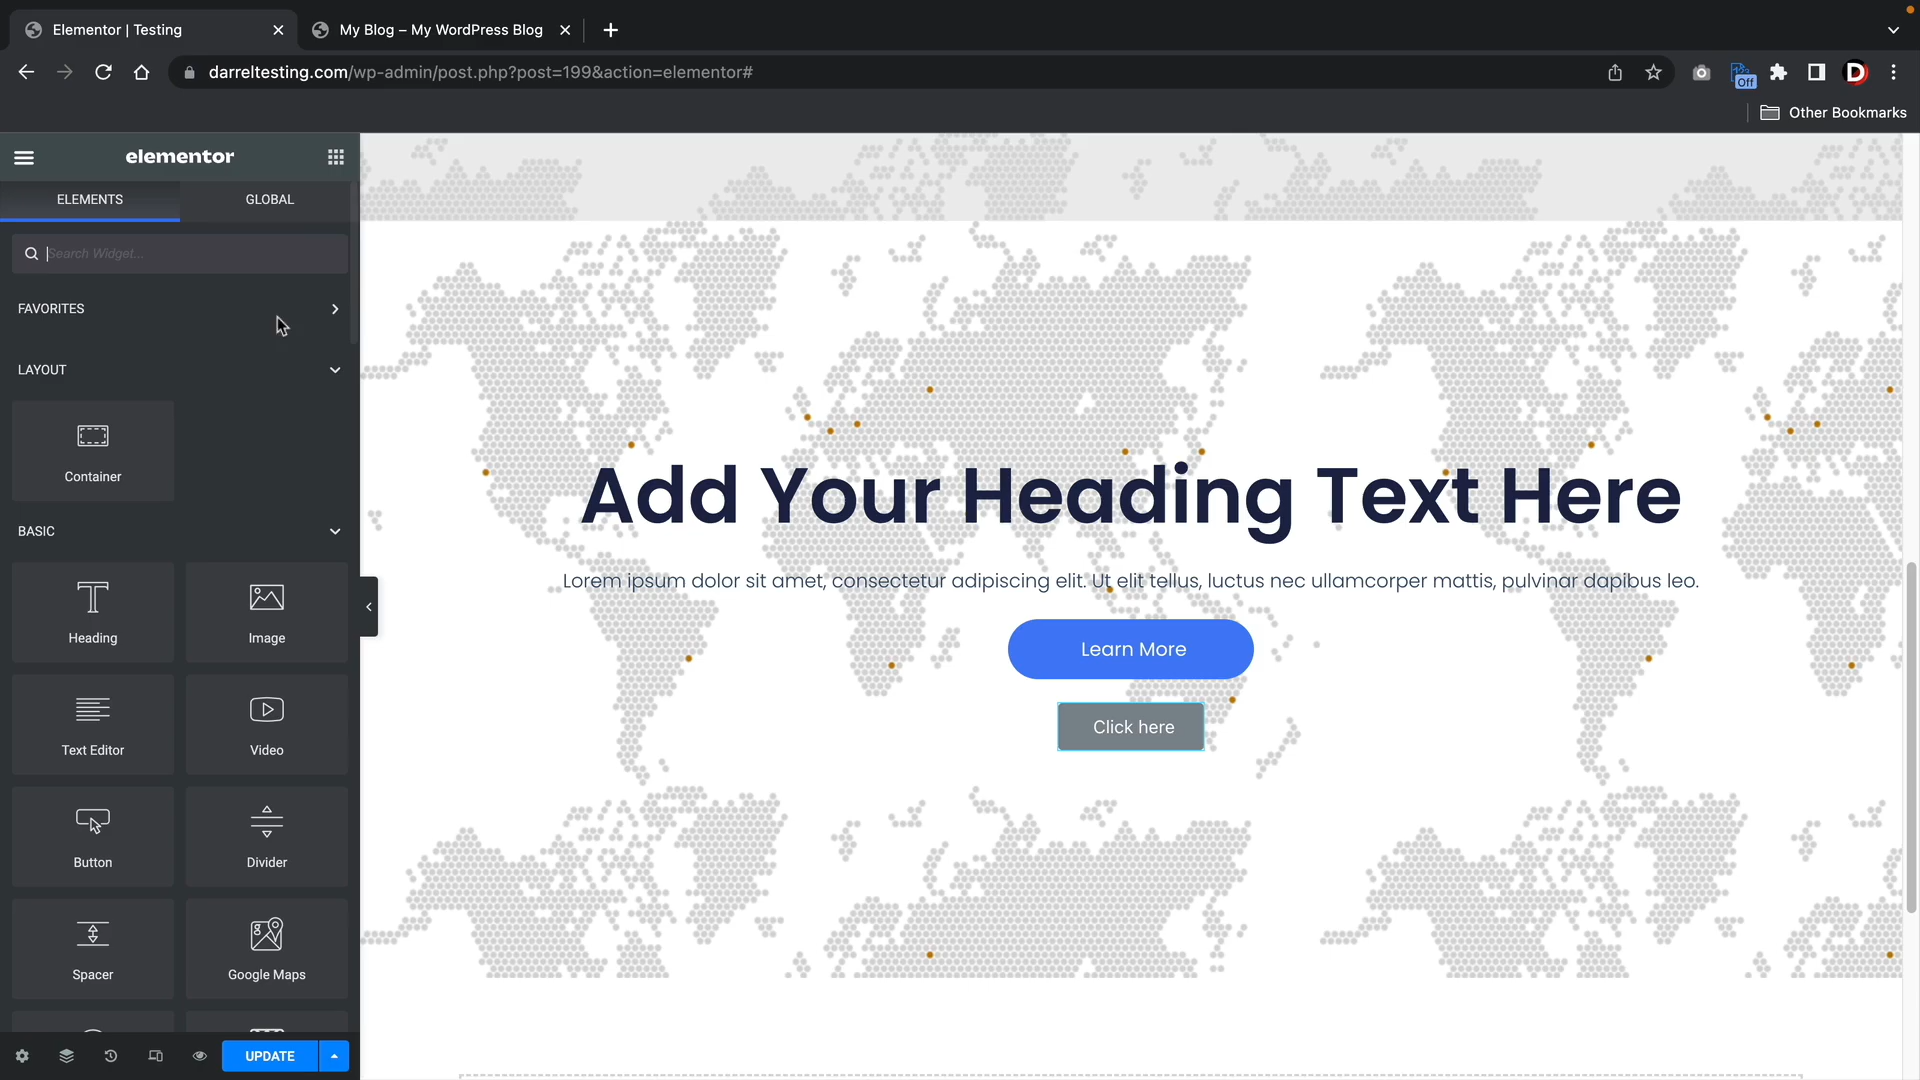 Elementor | Testing
My Blog – My WordPress Blog
darreltesting.com/wp-admin/post.php?post=199&action=elementor#
Off
D
Other Bookmarks
elementor
ELEMENTS
GLOBAL
Search Widget...
FAVORITES
LAYOUT
Container
BASIC
Heading
Image
Text Editor
Video
Button
Divider
Spacer
Google Maps
UPDATE
Add Your Heading Text Here
Lorem ipsum dolor sit amet, consectetur adipiscing elit. Ut elit tellus, luctus nec ullamcorper mattis, pulvinar dapibus leo.
Learn More
Click here